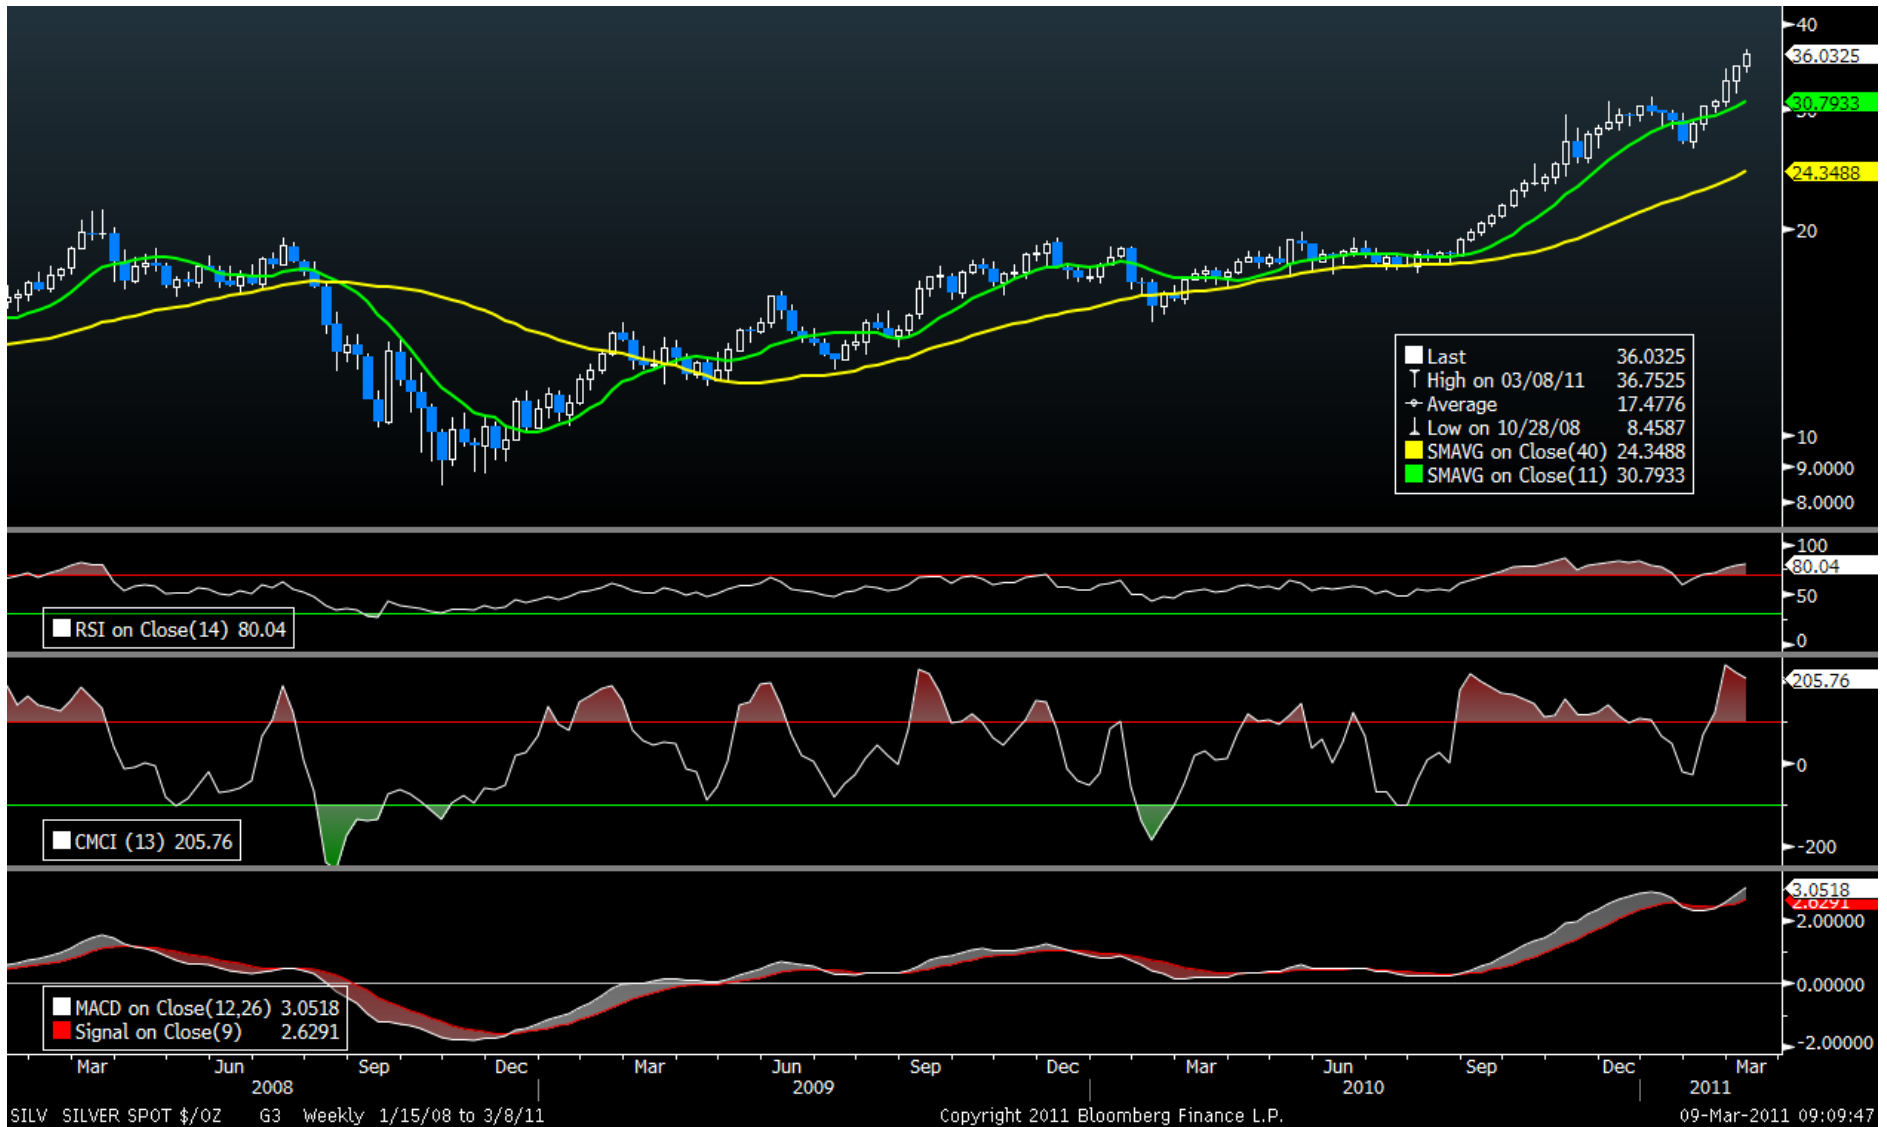 40
36.0325
30.7933
30
24.3488
20
10
9.0000
8.0000
Last 36.0325
High on 03/08/11 36.7525
Average 17.4776
Low on 10/28/08 8.4587
SMAVG on Close(40) 24.3488
SMAVG on Close(11) 30.7933
100
80.04
50
0
RSI on Close(14) 80.04
205.76
0
-200
CMCI (13) 205.76
3.0518
2.6291
2.00000
0.00000
-2.00000
MACD on Close(12,26) 3.0518
Signal on Close(9) 2.6291
Mar Jun Sep Dec Mar Jun Sep Dec Mar Jun Sep Dec Mar
2008 2009 2010 2011
SILV SILVER SPOT $/OZ G3 Weekly 1/15/08 to 3/8/11 Copyright 2011 Bloomberg Finance L.P. 09-Mar-2011 09:09:47